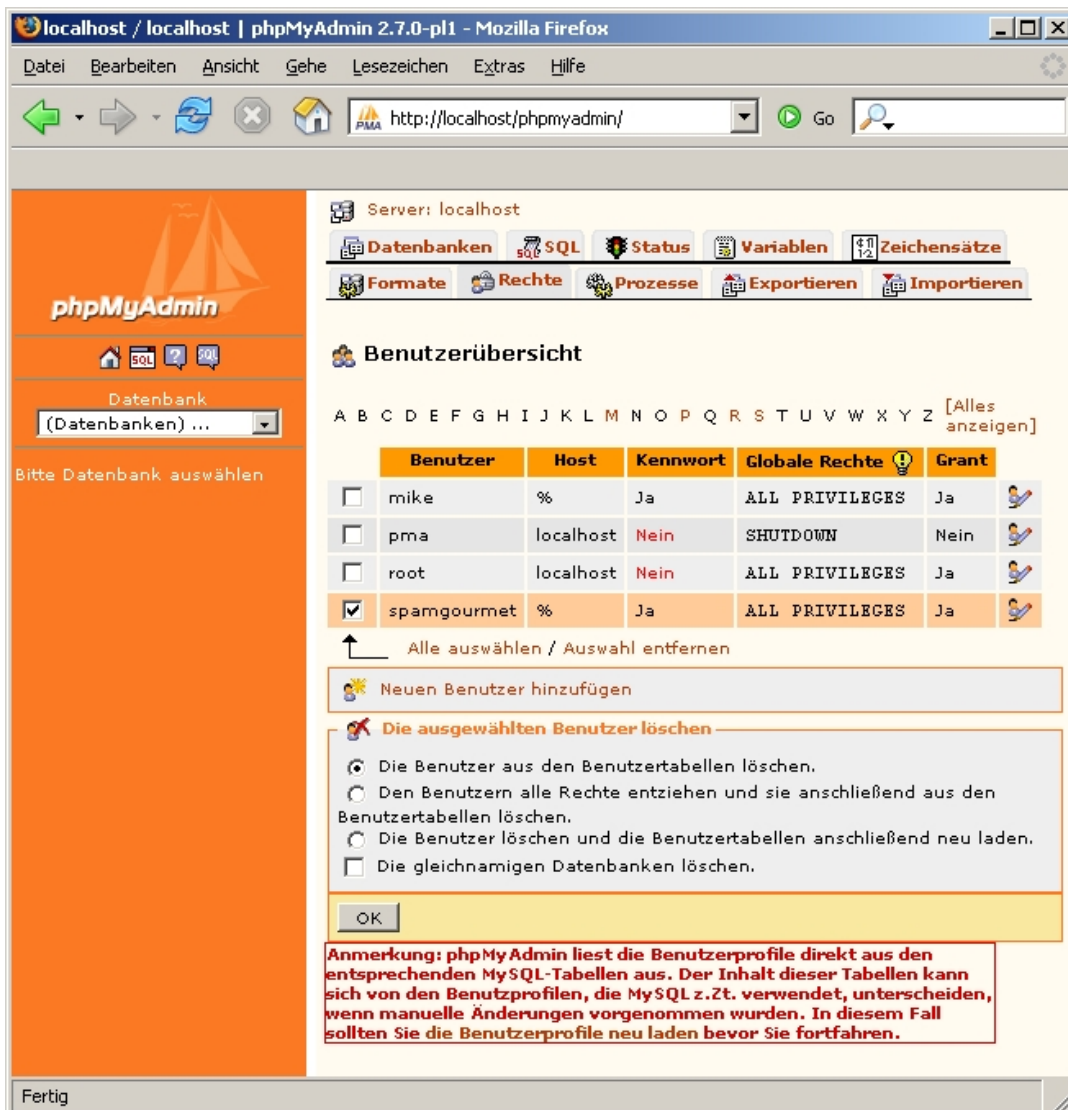 localhost / localhost | phpMyAdmin 2.7.0-pl1 - Mozilla Firefox
Datei Bearbeiten Ansicht Gehe Lesezeichen Extras Hilfe
PMA http://localhost/phpmyadmin/ Go
phpMyAdmin
SQL ? SQL
Datenbank
(Datenbanken) ...
Bitte Datenbank auswählen
Server: localhost
Datenbanken SQL Status Variablen Zeichensätze
Formate Rechte Prozesse Exportieren Importieren
Benutzerübersicht
A B C D E F G H I J K L M N O P Q R S T U V W X Y Z [Alles
anzeigen]
Benutzer Host Kennwort Globale Rechte Grant
mike % Ja ALL PRIVILEGES Ja
pma localhost Nein SHUTDOWN Nein
root localhost Nein ALL PRIVILEGES Ja
spamgourmet % Ja ALL PRIVILEGES Ja
Alle auswählen / Auswahl entfernen
Neuen Benutzer hinzufügen
Die ausgewählten Benutzer löschen
Die Benutzer aus den Benutzertabellen löschen.
Den Benutzern alle Rechte entziehen und sie anschließend aus den
Benutzertabellen löschen.
Die Benutzer löschen und die Benutzertabellen anschließend neu laden.
Die gleichnamigen Datenbanken löschen.
OK
Anmerkung: phpMyAdmin liest die Benutzerprofile direkt aus den
entsprechenden MySQL-Tabellen aus. Der Inhalt dieser Tabellen kann
sich von den Benutzprofilen, die MySQL z.Zt. verwendet, unterscheiden,
wenn manuelle Änderungen vorgenommen wurden. In diesem Fall
sollten Sie die Benutzerprofile neu laden bevor Sie fortfahren.
Fertig